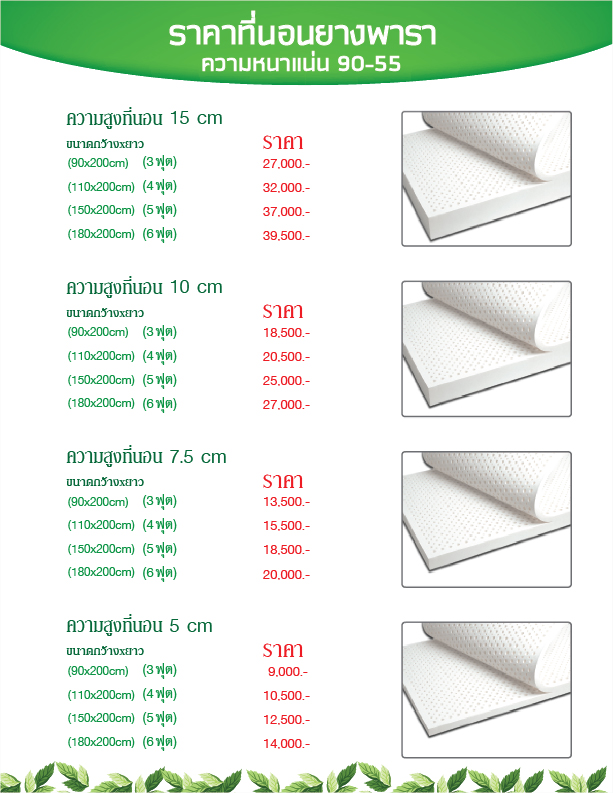 ราคาที่นอนยางพารา
ความหนาแน่น 90-55
ความสูงที่นอน 15 cm
ขนาดกว้างxยาว ราคา
(90x200cm) (3 ฟุต) 27,000.-
(110x200cm) (4 ฟุต) 32,000.-
(150x200cm) (5 ฟุต) 37,000.-
(180x200cm) (6 ฟุต) 39,500.-
ความสูงที่นอน 10 cm
ขนาดกว้างxยาว ราคา
(90x200cm) (3 ฟุต) 18,500.-
(110x200cm) (4 ฟุต) 20,500.-
(150x200cm) (5 ฟุต) 25,000.-
(180x200cm) (6 ฟุต) 27,000.-
ความสูงที่นอน 7.5 cm
ขนาดกว้างxยาว ราคา
(90x200cm) (3 ฟุต) 13,500.-
(110x200cm) (4 ฟุต) 15,500.-
(150x200cm) (5 ฟุต) 18,500.-
(180x200cm) (6 ฟุต) 20,000.-
ความสูงที่นอน 5 cm
ขนาดกว้างxยาว ราคา
(90x200cm) (3 ฟุต) 9,000.-
(110x200cm) (4 ฟุต) 10,500.-
(150x200cm) (5 ฟุต) 12,500.-
(180x200cm) (6 ฟุต) 14,000.-